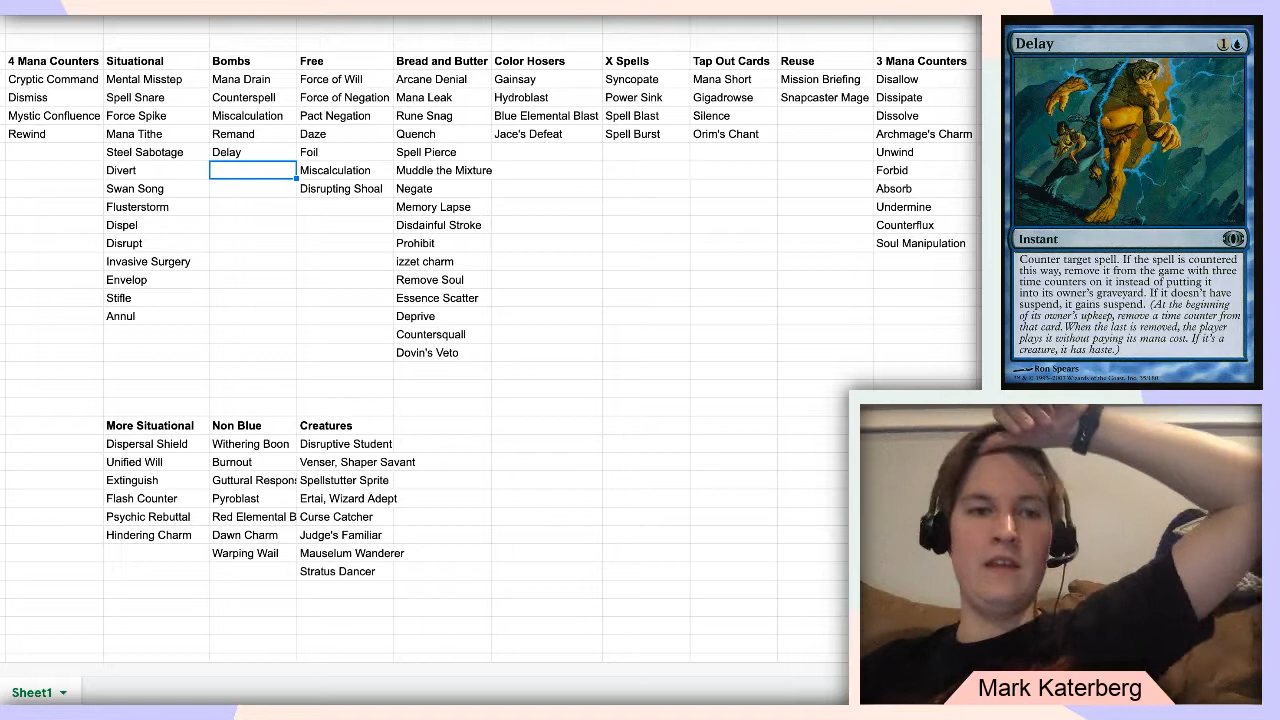 4 Mana Counters Situational Bombs Free Bread and Butter Color Hosers X Spells Tap Out Cards Reuse 3 Mana Counters
Cryptic Command Mental Misstep Mana Drain Force of Will Arcane Denial Gainsay Syncopate Mana Short Mission Briefing Disallow
Dismiss Spell Snare Counterspell Force of Negation Mana Leak Hydroblast Power Sink Gigadrowse Snapcaster Mage Dissipate
Mystic Confluence Force Spike Miscalculation Pact Negation Rune Snag Blue Elemental Blast Spell Blast Silence Dissolve
Rewind Mana Tithe Remand Daze Quench Jace's Defeat Spell Burst Orim's Chant Archmage's Charm
Steel Sabotage Delay Foil Spell Pierce Unwind
Divert Miscalculation Muddle the Mixture Forbid
Swan Song Disrupting Shoal Negate Absorb
Flusterstorm Memory Lapse Undermine
Dispel Disdainful Stroke Counterflux
Disrupt Prohibit Soul Manipulation
Invasive Surgery izzet charm
Envelop Remove Soul
Stifle Essence Scatter
Annul Deprive
Countersquall
Dovin's Veto
More Situational Non Blue Creatures
Dispersal Shield Withering Boon Disruptive Student
Unified Will Burnout Venser, Shaper Savant
Extinguish Guttural Respons Spellstutter Sprite
Flash Counter Pyroblast Ertai, Wizard Adept
Psychic Rebuttal Red Elemental B Curse Catcher
Hindering Charm Dawn Charm Judge's Familiar
Warping Wail Mauselum Wanderer
Stratus Dancer
Sheet1
Delay 1
Instant
Counter target spell. If the spell is countered
this way, remove it from the game with three
time counters on it instead of putting it
into its owner's graveyard. If it doesn't have
suspend, it gains suspend. (At the beginning
of its owner's upkeep, remove a time counter from
that card. When the last is removed, the player
plays it without paying its mana cost. If it's a
creature, it has haste.)
Ron Spears
Mark Katerberg